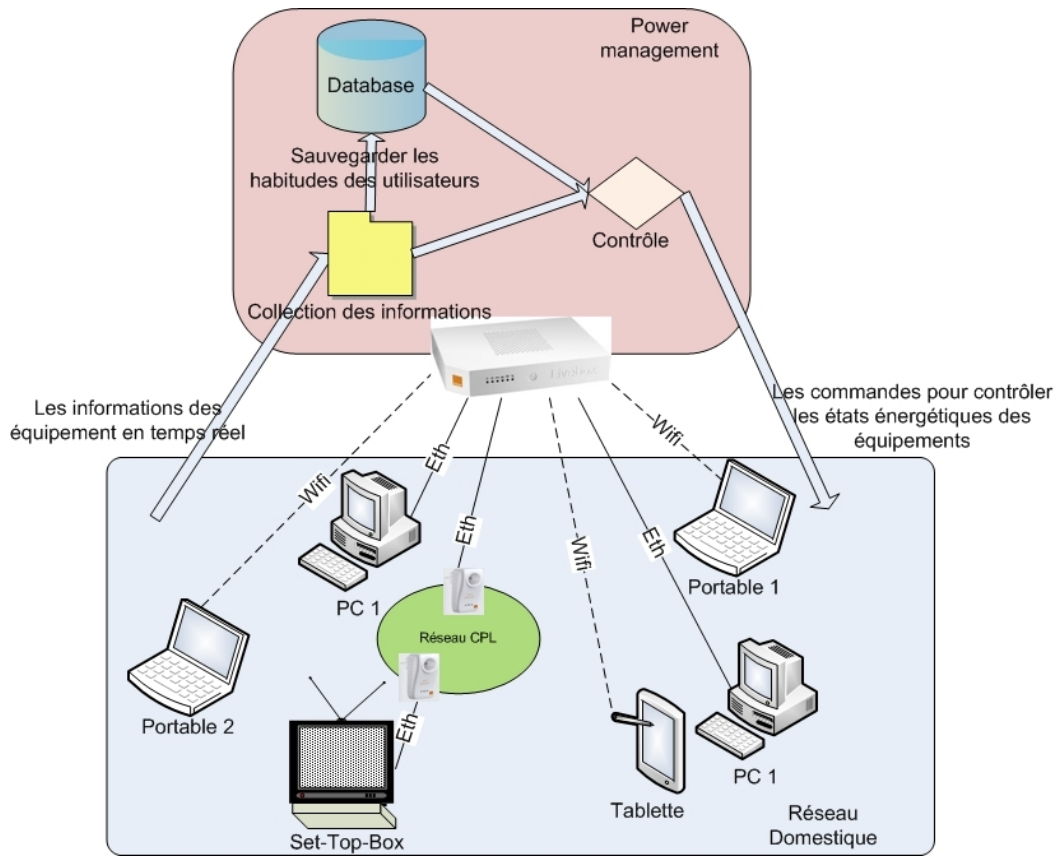 Power
management
Database
Sauvegarder les
habitudes des utilisateurs
Contrôle
Collection des informations
Livebox
Les informations des
équipement en temps réel
Les commandes pour contrôler
les états énergétiques des
équipements
Wifi
Eth
Eth
Wifi
Eth
Wifi
PC 1
Portable 1
Réseau CPL
Portable 2
Eth
Set-Top-Box
Tablette
PC 1
Réseau
Domestique